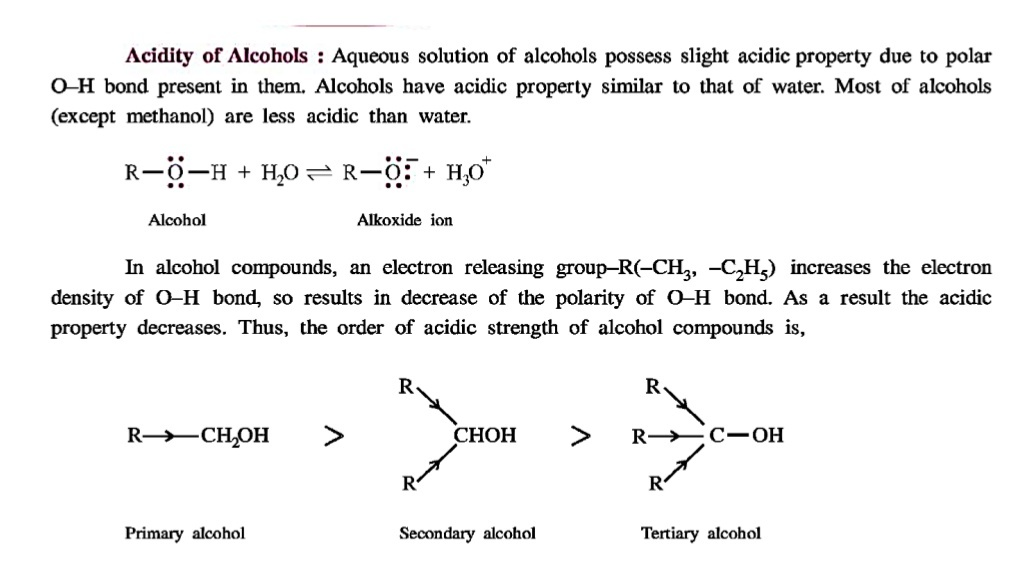 Acidity of Alcohols : Aqueous solution of alcohols possess slight acidic property due to polar
O–H bond present in them. Alcohols have acidic property similar to that of water. Most of alcohols
(except methanol) are less acidic than water.
R—Ö—H + H₂O ⇌ R—Ö:⁻ + H₃O⁺
Alcohol Alkoxide ion
In alcohol compounds, an electron releasing group–R(–CH₃, –C₂H₅) increases the electron
density of O–H bond, so results in decrease of the polarity of O–H bond. As a result the acidic
property decreases. Thus, the order of acidic strength of alcohol compounds is,
R R
R→—CH₂OH > CHOH > R→—C—OH
R R
Primary alcohol Secondary alcohol Tertiary alcohol